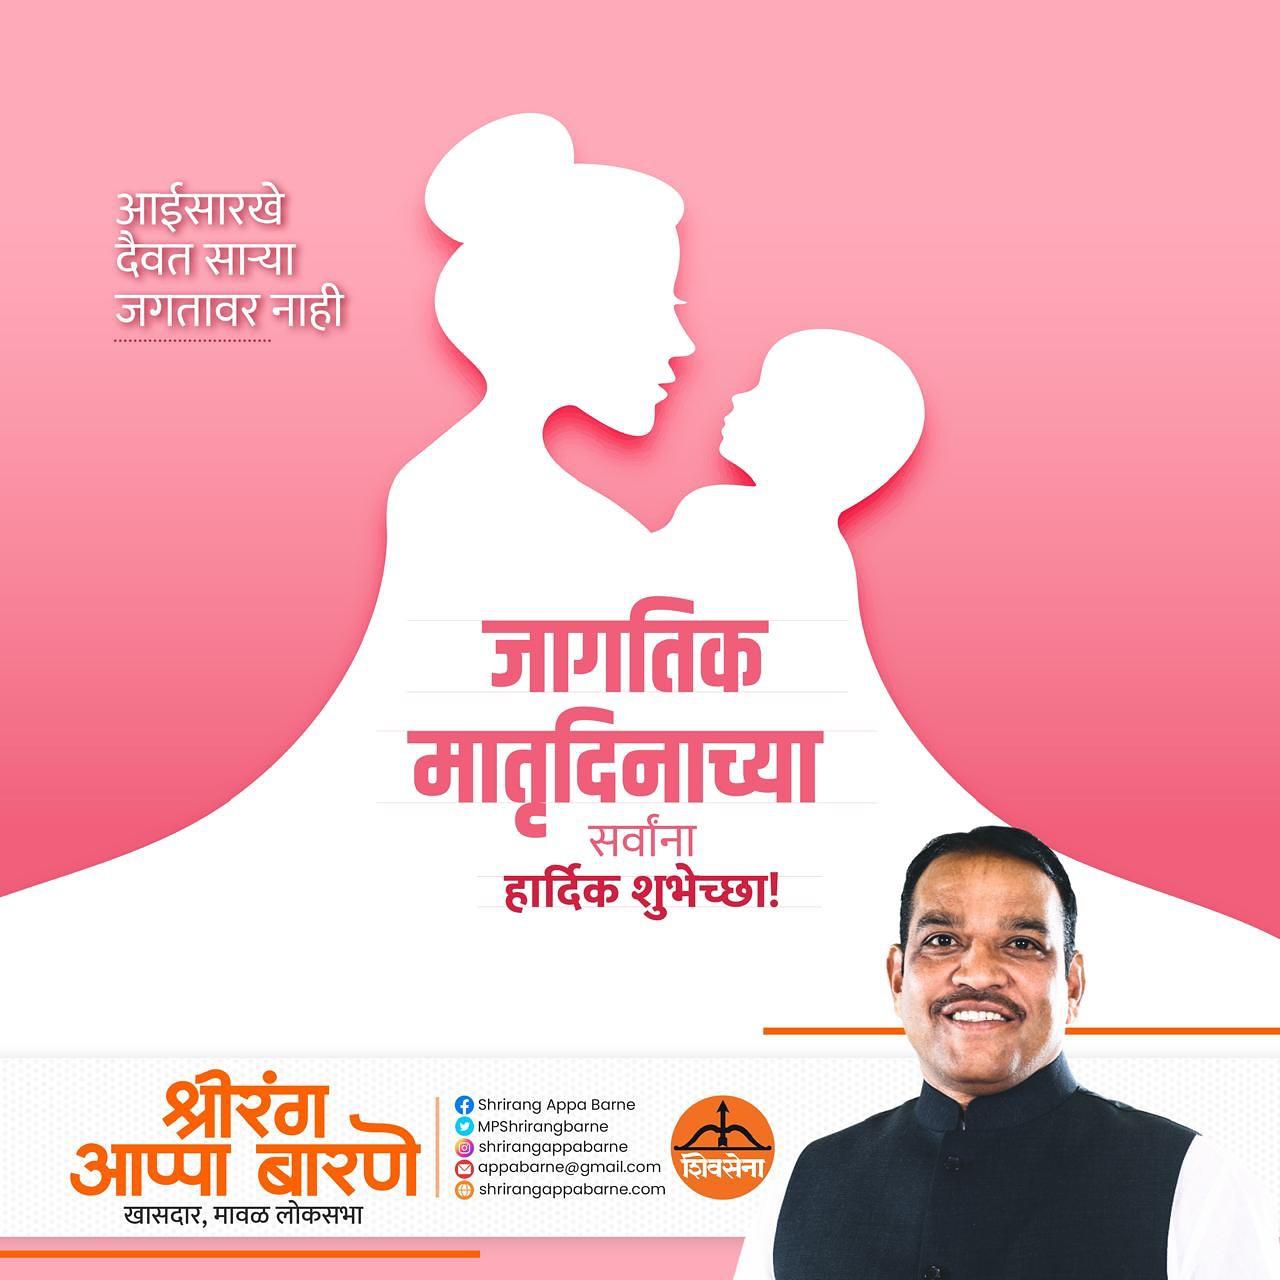 आईसारखे
दैवत साऱ्या
जगतावर नाही
जागतिक
मातृदिनाच्या
सर्वांना
हार्दिक शुभेच्छा!
श्रीरंग
आप्पा बारणे
खासदार, मावळ लोकसभा
Shrirang Appa Barne
MPShrirangbarne
shrirangappabarne
appabarne@gmail.com
shrirangappabarne.com
शिवसेना